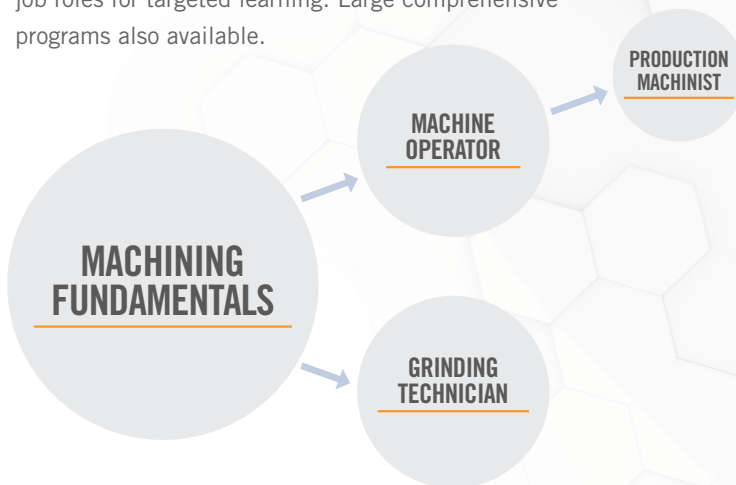 job roles for targeted learning. Large comprehensive
programs also available.
PRODUCTION
MACHINIST
MACHINE
OPERATOR
MACHINING
FUNDAMENTALS
GRINDING
TECHNICIAN